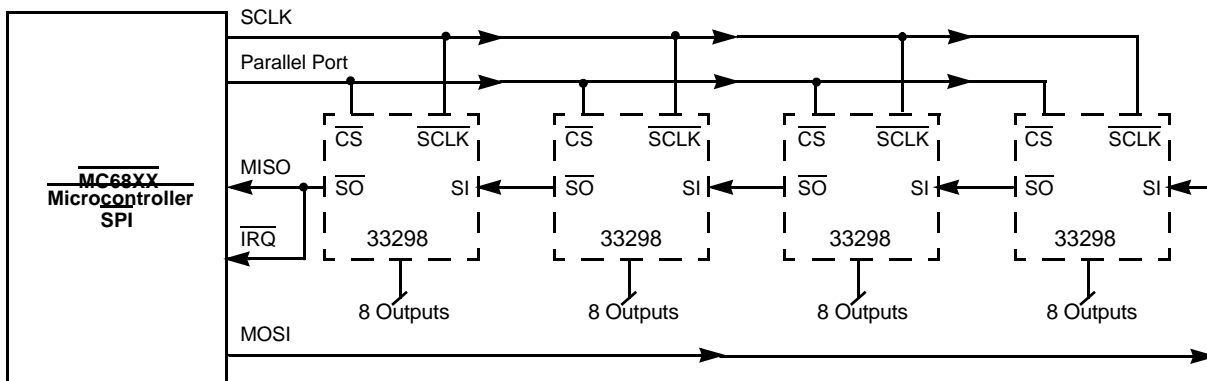 SCLK
Parallel Port
CS SCLK CS SCLK CS SCLK CS SCLK
MISO
SO SI SO SI SO SI SO SI
MC68XX
Microcontroller
SPI
IRQ
33298 33298 33298 33298
8 Outputs 8 Outputs 8 Outputs 8 Outputs
MOSI